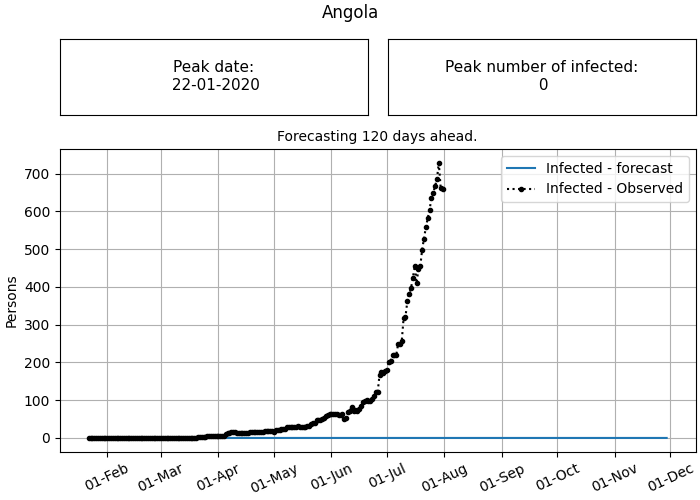 Angola
Peak date:
22-01-2020
Peak number of infected:
0
Forecasting 120 days ahead.
Infected - forecast
Infected - Observed
Persons
700
600
500
400
300
200
100
0
01-Feb
01-Mar
01-Apr
01-May
01-Jun
01-Jul
01-Aug
01-Sep
01-Oct
01-Nov
01-Dec